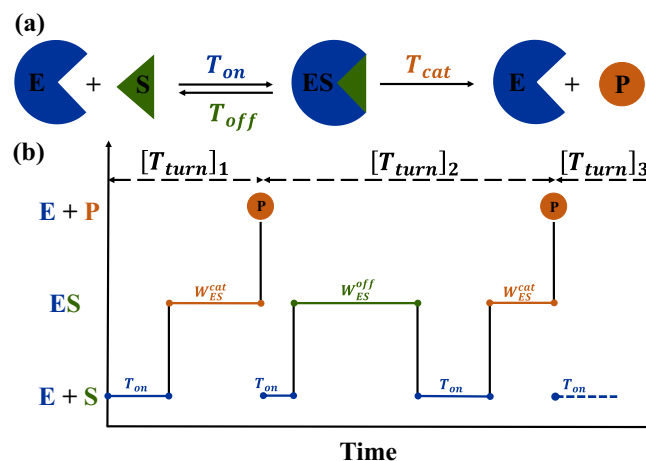 (a)
E + S T_on T_off ES T_cat E + P
(b)
[T_turn]_1 [T_turn]_2 [T_turn]_3
E + P P P
ES W_ES^cat W_ES^off W_ES^cat
E + S T_on T_on T_on T_on
Time